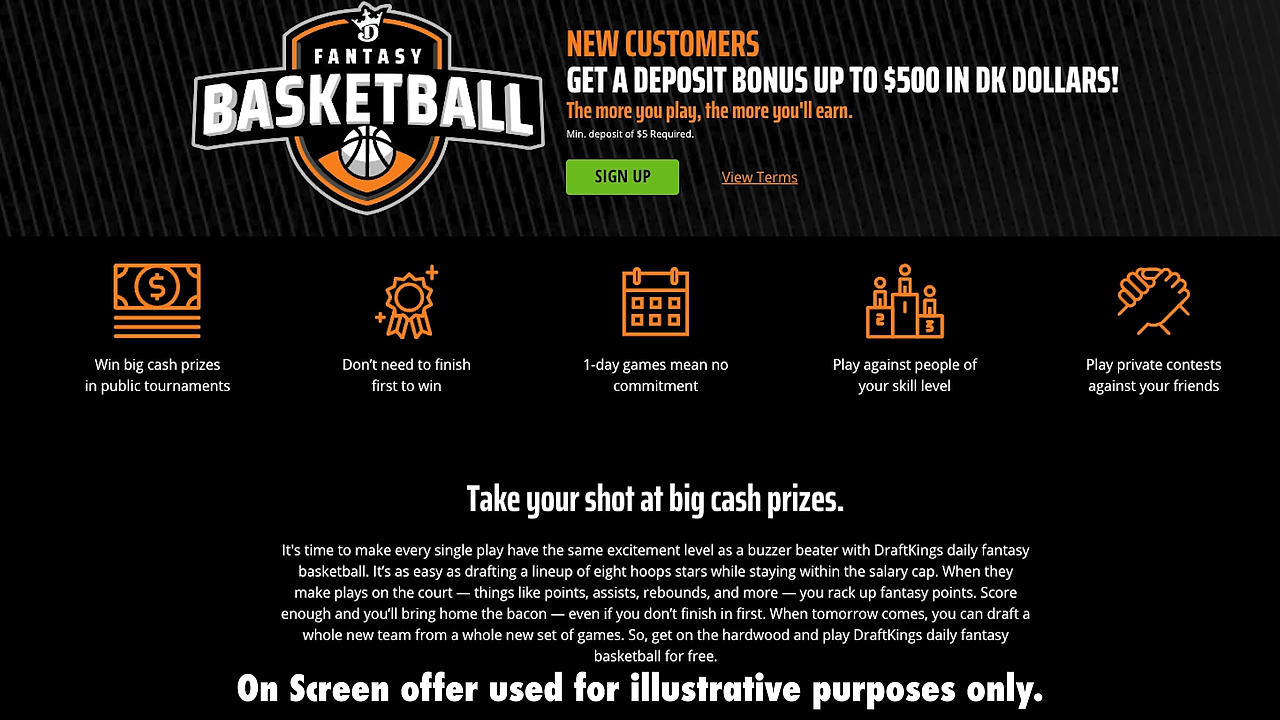 FANTASY
BASKETBALL
NEW CUSTOMERS
GET A DEPOSIT BONUS UP TO $500 IN DK DOLLARS!
The more you play, the more you'll earn.
Min. deposit of $5 Required.
SIGN UP
View Terms
Win big cash prizes
in public tournaments
Don’t need to finish
first to win
1-day games mean no
commitment
2 1 3
Play against people of
your skill level
Play private contests
against your friends
Take your shot at big cash prizes.
It's time to make every single play have the same excitement level as a buzzer beater with DraftKings daily fantasy
basketball. It’s as easy as drafting a lineup of eight hoops stars while staying within the salary cap. When they
make plays on the court — things like points, assists, rebounds, and more — you rack up fantasy points. Score
enough and you’ll bring home the bacon — even if you don’t finish in first. When tomorrow comes, you can draft a
whole new team from a whole new set of games. So, get on the hardwood and play DraftKings daily fantasy
basketball for free.
On Screen offer used for illustrative purposes only.